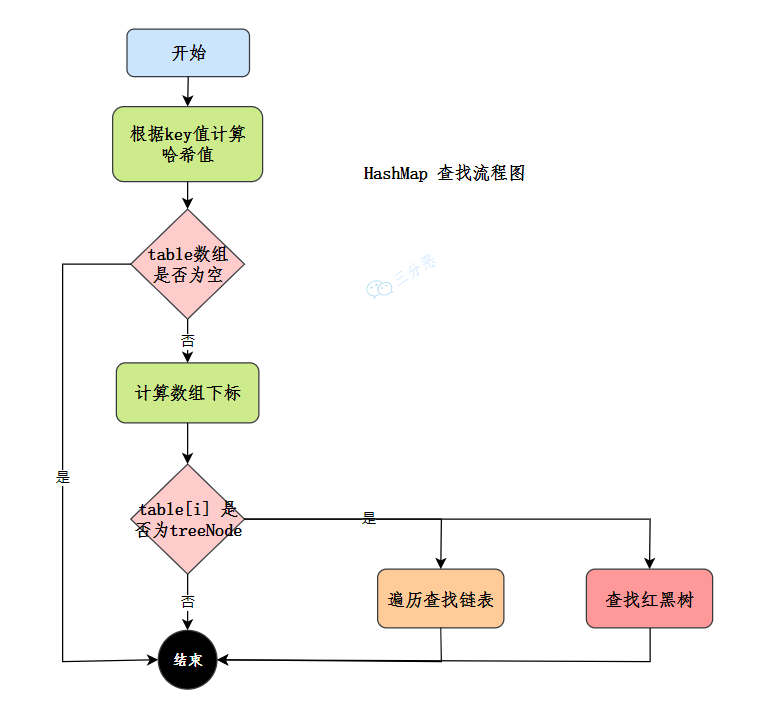 开始
根据key值计算
哈希值
HashMap 查找流程图
table数组
是否为空
三分恶
否
计算数组下标
是
table[i] 是
否为treeNode
是
遍历查找链表
查找红黑树
否
结束